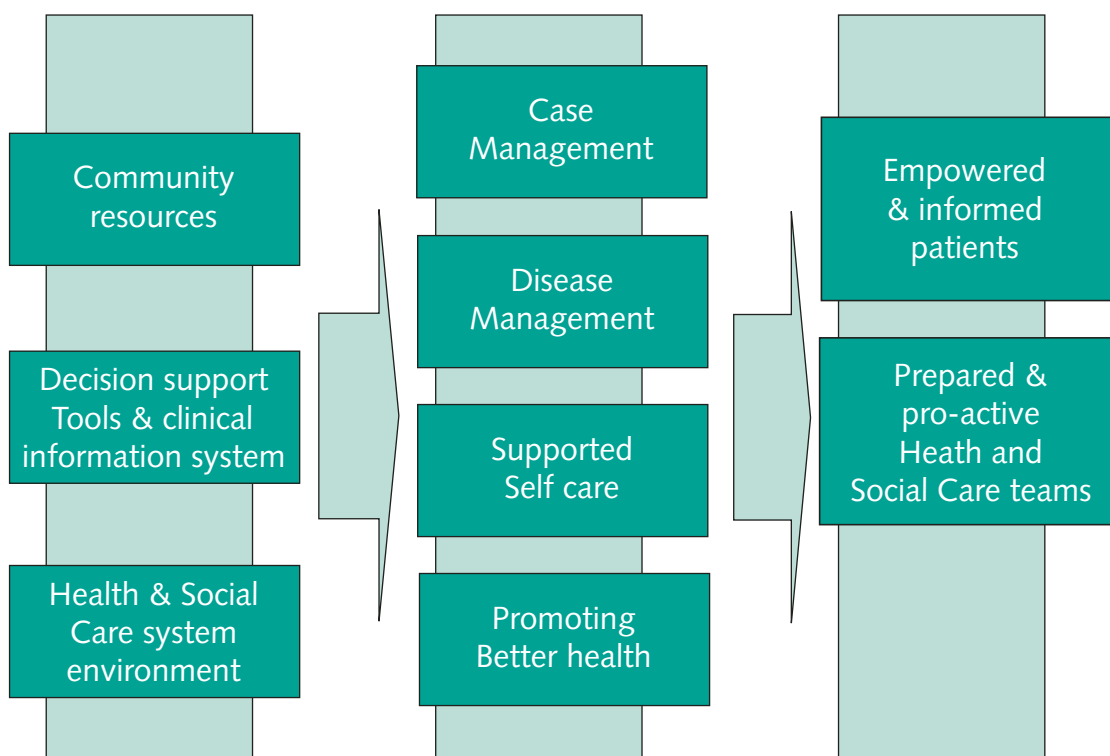 Community
resources
Decision support
Tools & clinical
information system
Health & Social
Care system
environment
Case
Management
Disease
Management
Supported
Self care
Promoting
Better health
Empowered
& informed
patients
Prepared &
pro-active
Heath and
Social Care teams